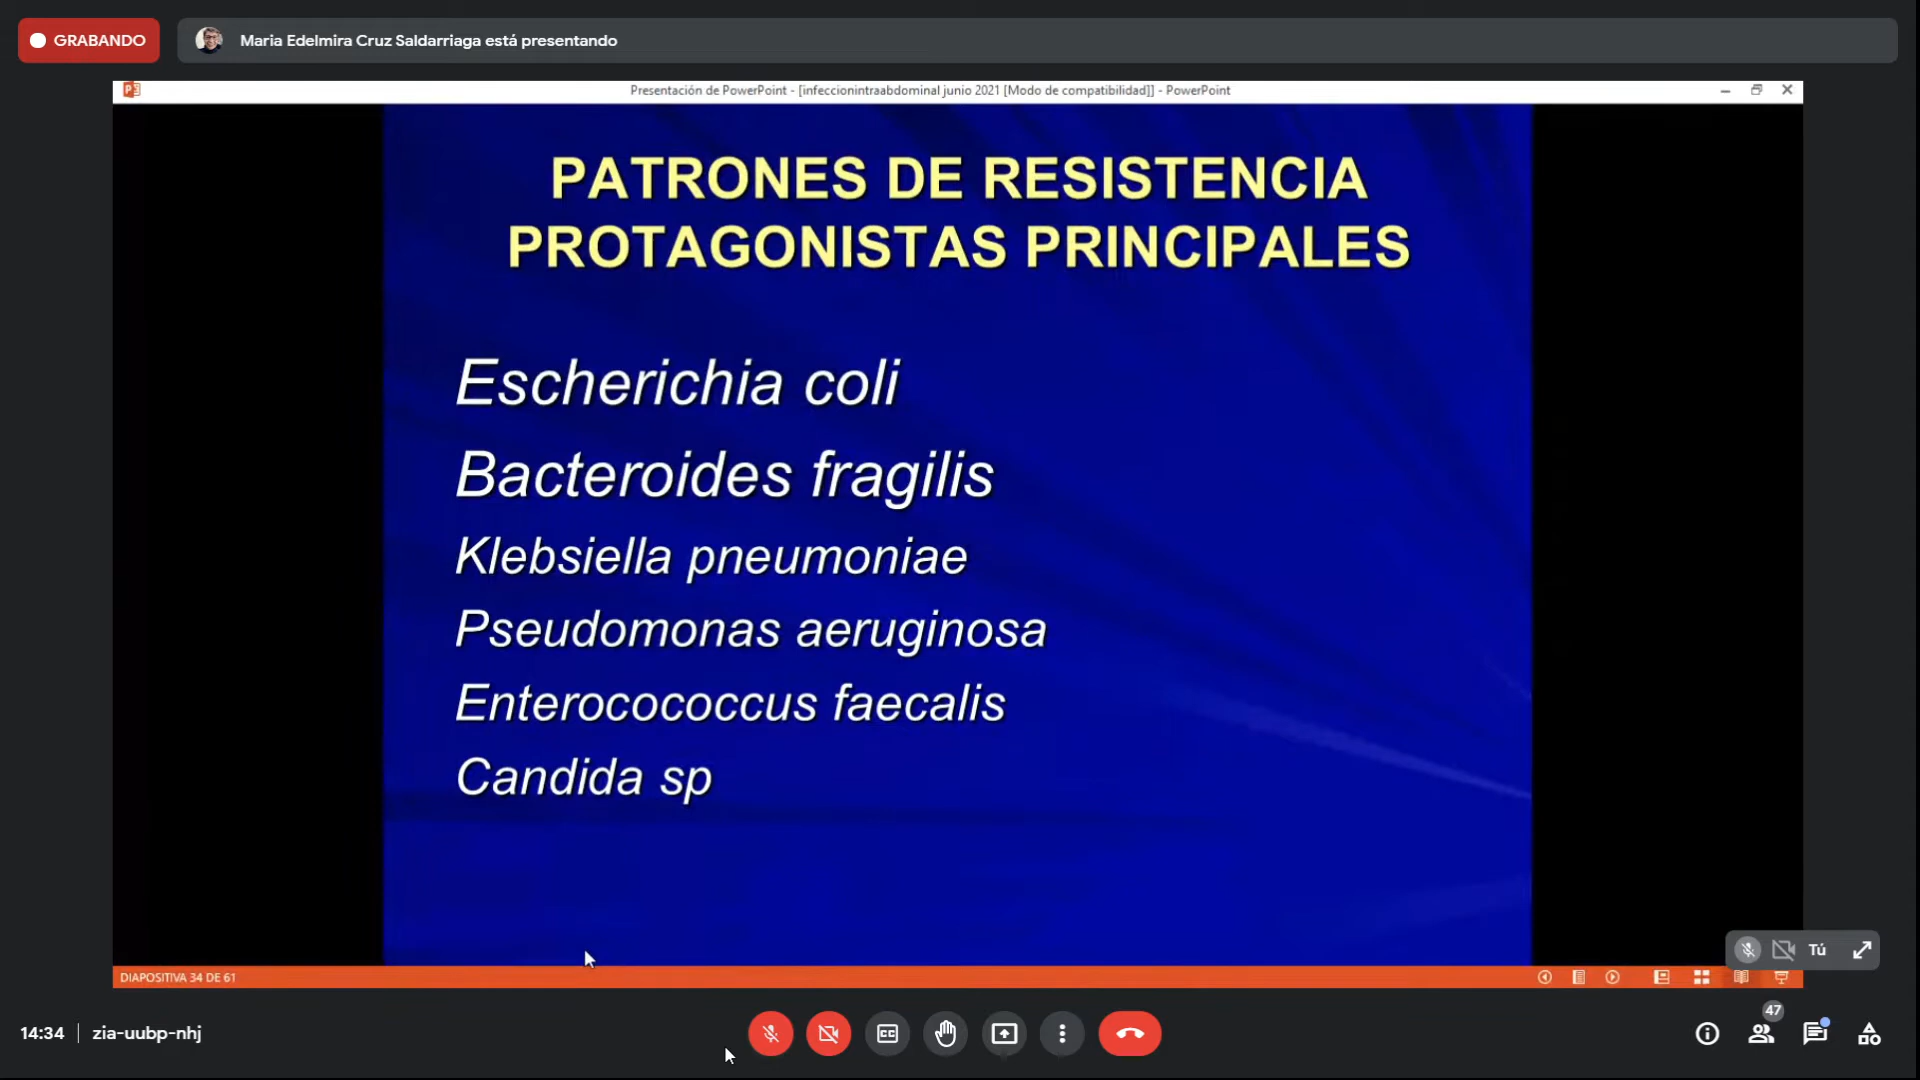 GRABANDO
Maria Edelmira Cruz Saldarriaga está presentando
Presentación de PowerPoint - [infeccionintraabdominal junio 2021 [Modo de compatibilidad]] - PowerPoint
PATRONES DE RESISTENCIA
PROTAGONISTAS PRINCIPALES
Escherichia coli
Bacteroides fragilis
Klebsiella pneumoniae
Pseudomonas aeruginosa
Enterocococcus faecalis
Candida sp
Tú
DIAPOSITIVA 34 DE 61
14:34 | zia-uubp-nhj
CC
47